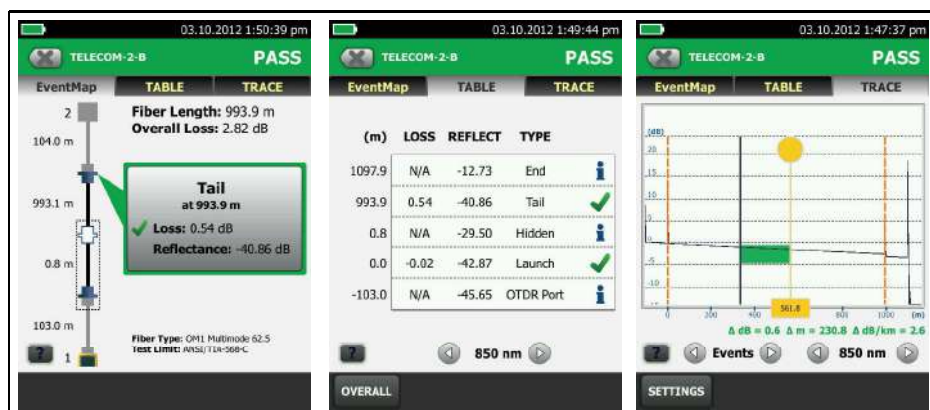 03.10.2012 1:50:39 pm
TELECOM-2-B PASS
EventMap TABLE TRACE
2
Fiber Length: 993.9 m
Overall Loss: 2.82 dB
104.0 m
Tail
at 993.9 m
993.1 m
Loss: 0.54 dB
Reflectance: -40.86 dB
0.8 m
103.0 m
Fiber Type: OM1 Multimode 62.5
Test Limit: ANSI/TIA-568-C
? 1
03.10.2012 1:49:44 pm
TELECOM-2-B PASS
EventMap TABLE TRACE
(m) LOSS REFLECT TYPE
1097.9 N/A -12.73 End
993.9 0.54 -40.86 Tail
0.8 N/A -29.50 Hidden
0.0 -0.02 -42.87 Launch
-103.0 N/A -45.65 OTDR Port
? 850 nm
OVERALL
03.10.2012 1:47:37 pm
TELECOM-2-B PASS
EventMap TABLE TRACE
(dB)
20
15
10
5
0
-5
-10
561.8
0 200 400 801 1000 (m)
Δ dB = 0.6 Δ m = 230.8 Δ dB/km = 2.6
? Events 850 nm
SETTINGS